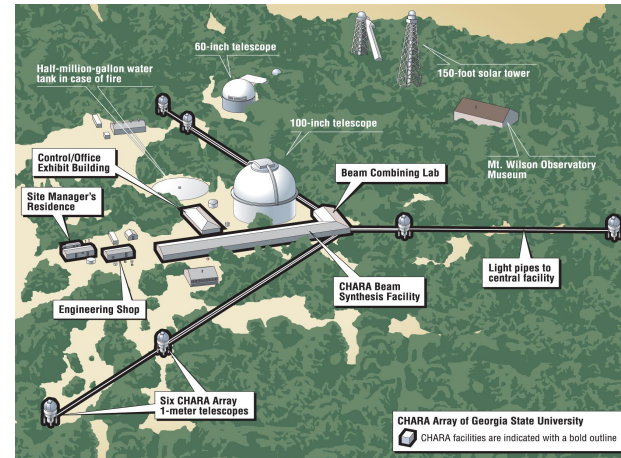 60-inch telescope
150-foot solar tower
Half-million-gallon water
tank in case of fire
100-inch telescope
Control/Office
Exhibit Building
Beam Combining Lab
Mt. Wilson Observatory
Museum
Site Manager's
Residence
Light pipes to
central facility
CHARA Beam
Synthesis Facility
Engineering Shop
Six CHARA Array
1-meter telescopes
CHARA Array of Georgia State University
CHARA facilities are indicated with a bold outline